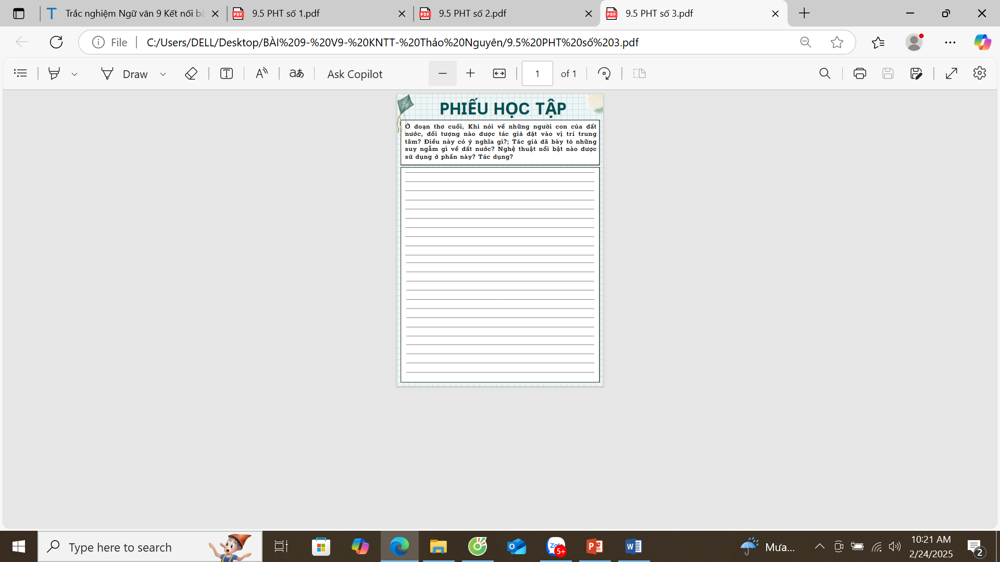 Trắc nghiệm Ngữ văn 9 Kết nối bà
9.5 PHT số 1.pdf
9.5 PHT số 2.pdf
9.5 PHT số 3.pdf
File
C:/Users/DELL/Desktop/BÀI%209-%20V9-%20KNTT-%20Thảo%20Nguyên/9.5%20PHT%20số%203.pdf
Draw
Ask Copilot
1
of 1
PHIẾU HỌC TẬP
Ở đoạn thơ cuối, Khi nói về những người con của đất
nước, đối tượng nào được tác giả đặt vào vị trí trung
tâm? Điều này có ý nghĩa gì?; Tác giả đã bày tỏ những
suy ngẫm gì về đất nước? Nghệ thuật nổi bật nào được
sử dụng ở phần này? Tác dụng?
Type here to search
Zalo
5+
Mưa...
10:21 AM
2/24/2025
2